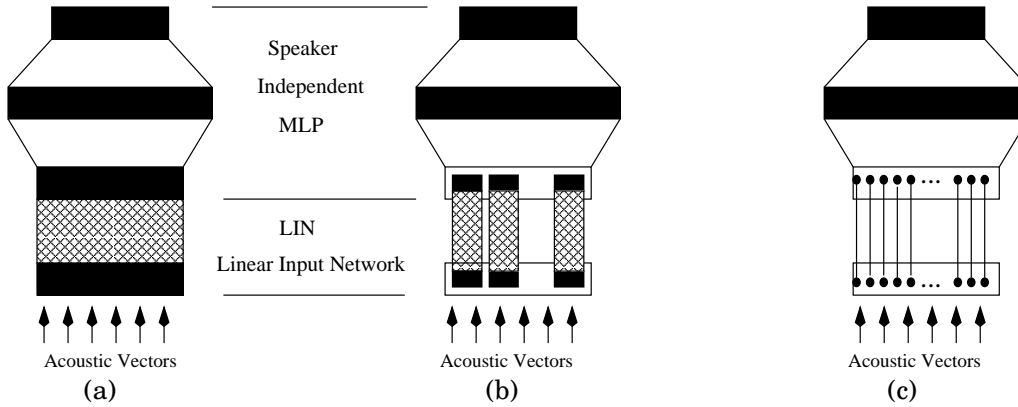 Speaker
Independent
MLP
LIN
Linear Input Network
...
...
Acoustic Vectors
Acoustic Vectors
Acoustic Vectors
(a)
(b)
(c)